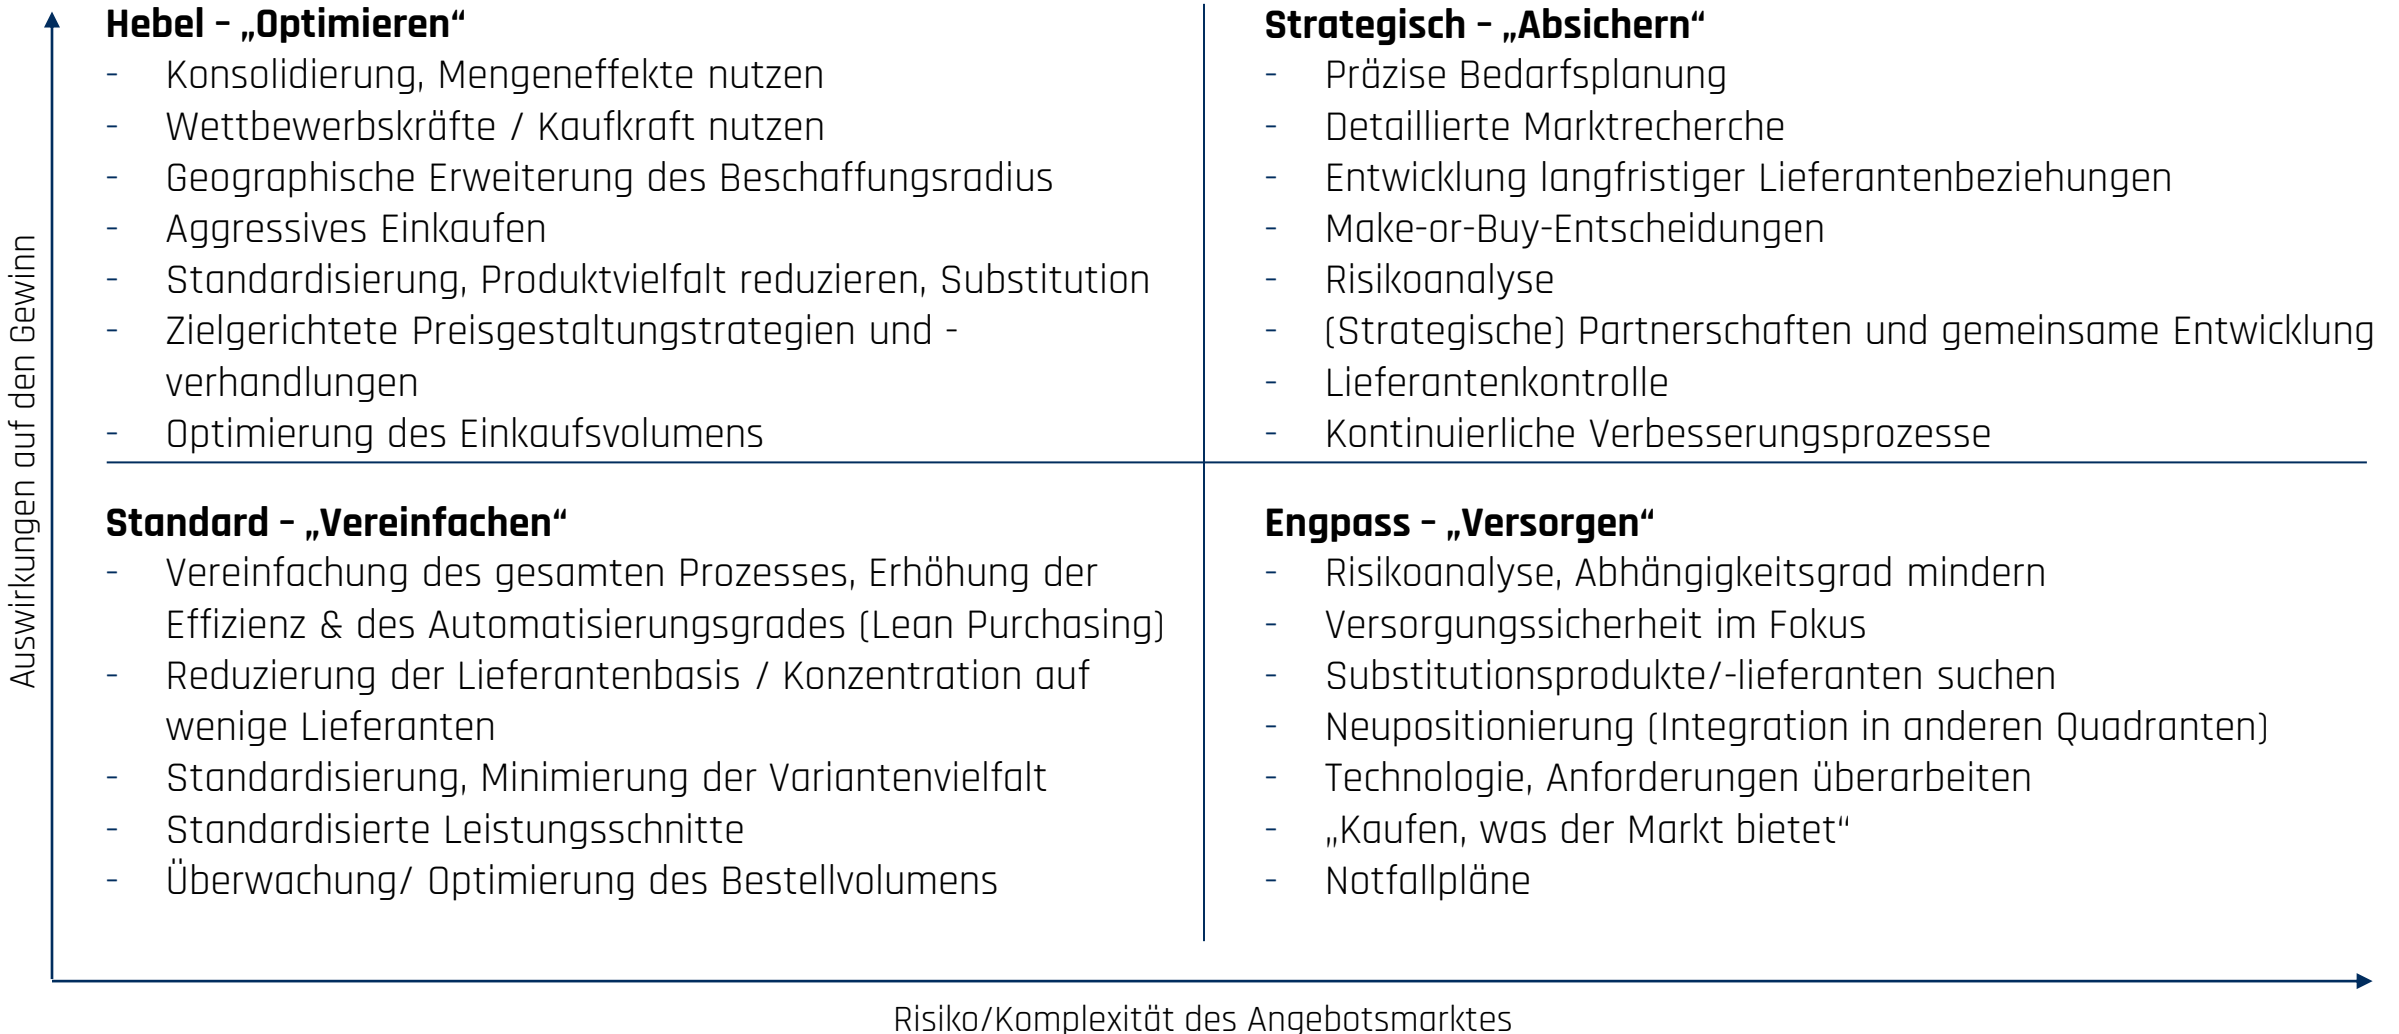 Hebel – „Optimieren“
- Konsolidierung, Mengeneffekte nutzen
- Wettbewerbskräfte / Kaufkraft nutzen
- Geographische Erweiterung des Beschaffungsradius
- Aggressives Einkaufen
- Standardisierung, Produktvielfalt reduzieren, Substitution
- Zielgerichtete Preisgestaltungstrategien und -
verhandlungen
- Optimierung des Einkaufsvolumens
Strategisch – „Absichern“
- Präzise Bedarfsplanung
- Detaillierte Marktrecherche
- Entwicklung langfristiger Lieferantenbeziehungen
- Make-or-Buy-Entscheidungen
- Risikoanalyse
- (Strategische) Partnerschaften und gemeinsame Entwicklung
- Lieferantenkontrolle
- Kontinuierliche Verbesserungsprozesse
Standard – „Vereinfachen“
- Vereinfachung des gesamten Prozesses, Erhöhung der
Effizienz & des Automatisierungsgrades (Lean Purchasing)
- Reduzierung der Lieferantenbasis / Konzentration auf
wenige Lieferanten
- Standardisierung, Minimierung der Variantenvielfalt
- Standardisierte Leistungsschnitte
- Überwachung/ Optimierung des Bestellvolumens
Engpass – „Versorgen“
- Risikoanalyse, Abhängigkeitsgrad mindern
- Versorgungssicherheit im Fokus
- Substitutionsprodukte/-lieferanten suchen
- Neupositionierung (Integration in anderen Quadranten)
- Technologie, Anforderungen überarbeiten
- „Kaufen, was der Markt bietet“
- Notfallpläne
Auswirkungen auf den Gewinn
Risiko/Komplexität des Angebotsmarktes